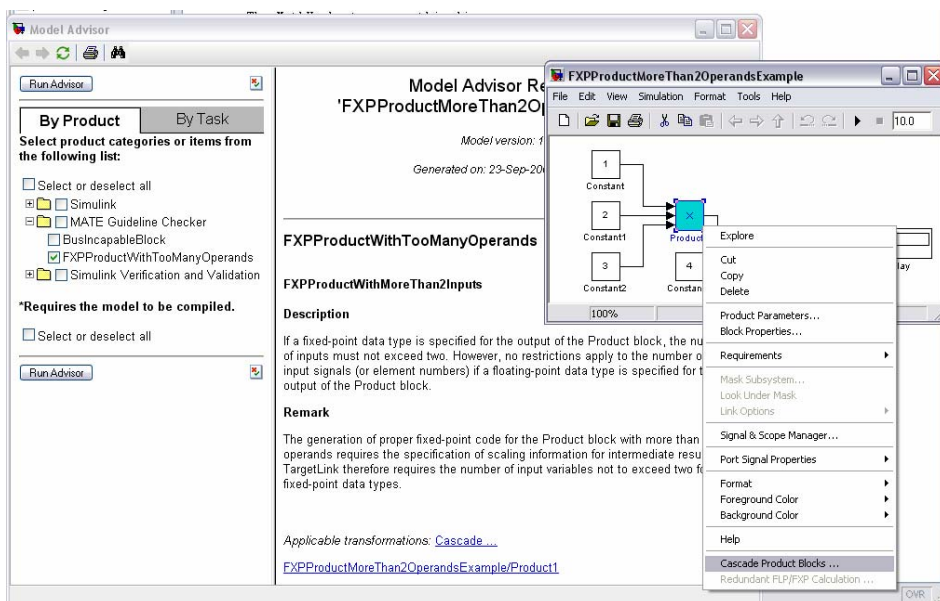 Model Advisor
Run Advisor
By Product
By Task
Select product categories or items from
the following list:
Select or deselect all
Simulink
MATE Guideline Checker
BusIncapableBlock
FXPProductWithTooManyOperands
Simulink Verification and Validation
*Requires the model to be compiled.
Select or deselect all
Run Advisor
Model Advisor Re
'FXPProductMoreThan2Op
Model version: 1
Generated on: 23-Sep-20
FXPProductWithTooManyOperands
FXPProductWithMoreThan2Inputs
Description
If a fixed-point data type is specified for the output of the Product block, the nu
of inputs must not exceed two. However, no restrictions apply to the number o
input signals (or element numbers) if a floating-point data type is specified for t
output of the Product block.
Remark
The generation of proper fixed-point code for the Product block with more than
operands requires the specification of scaling information for intermediate resu
TargetLink therefore requires the number of input variables not to exceed two fo
fixed-point data types.
Applicable transformations: Cascade ...
FXPProductMoreThan2OperandsExample/Product1
FXPProductMoreThan2OperandsExample
File Edit View Simulation Format Tools Help
10.0
1
Constant
2
Constant1
3
Constant2
×
Product
4
Constan
lay
100%
Explore
Cut
Copy
Delete
Product Parameters...
Block Properties...
Requirements
Mask Subsystem...
Look Under Mask
Link Options
Signal & Scope Manager...
Port Signal Properties
Format
Foreground Color
Background Color
Help
Cascade Product Blocks ...
Redundant FLP/FXP Calculation ...
OVR